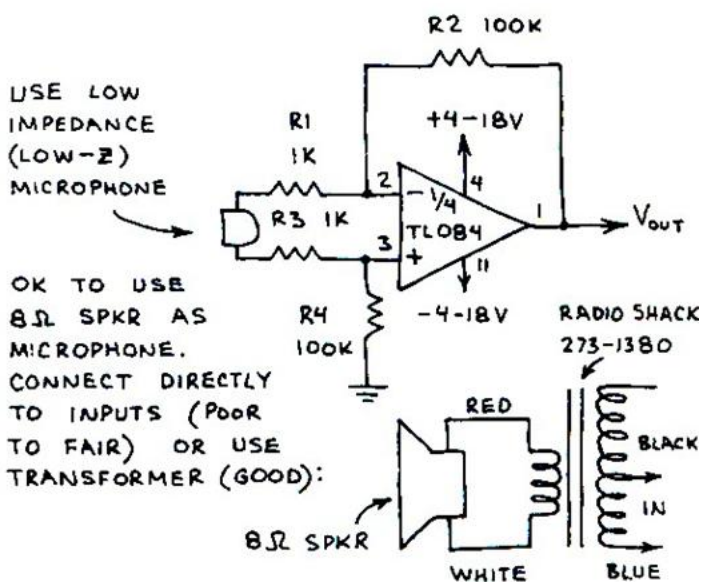 R2 100K
USE LOW
IMPEDANCE
(LOW-Z)
MICROPHONE
R1
1K
+4-18V
2
-
1/4
4
R3 1K
TL084
1
VOUT
3
+
11
OK TO USE
8Ω SPKR AS
MICROPHONE.
CONNECT DIRECTLY
TO INPUTS (POOR
TO FAIR) OR USE
TRANSFORMER (GOOD):
R4
100K
-4-18V
RADIO SHACK
273-1380
RED
BLACK
IN
8Ω SPKR
WHITE
BLUE